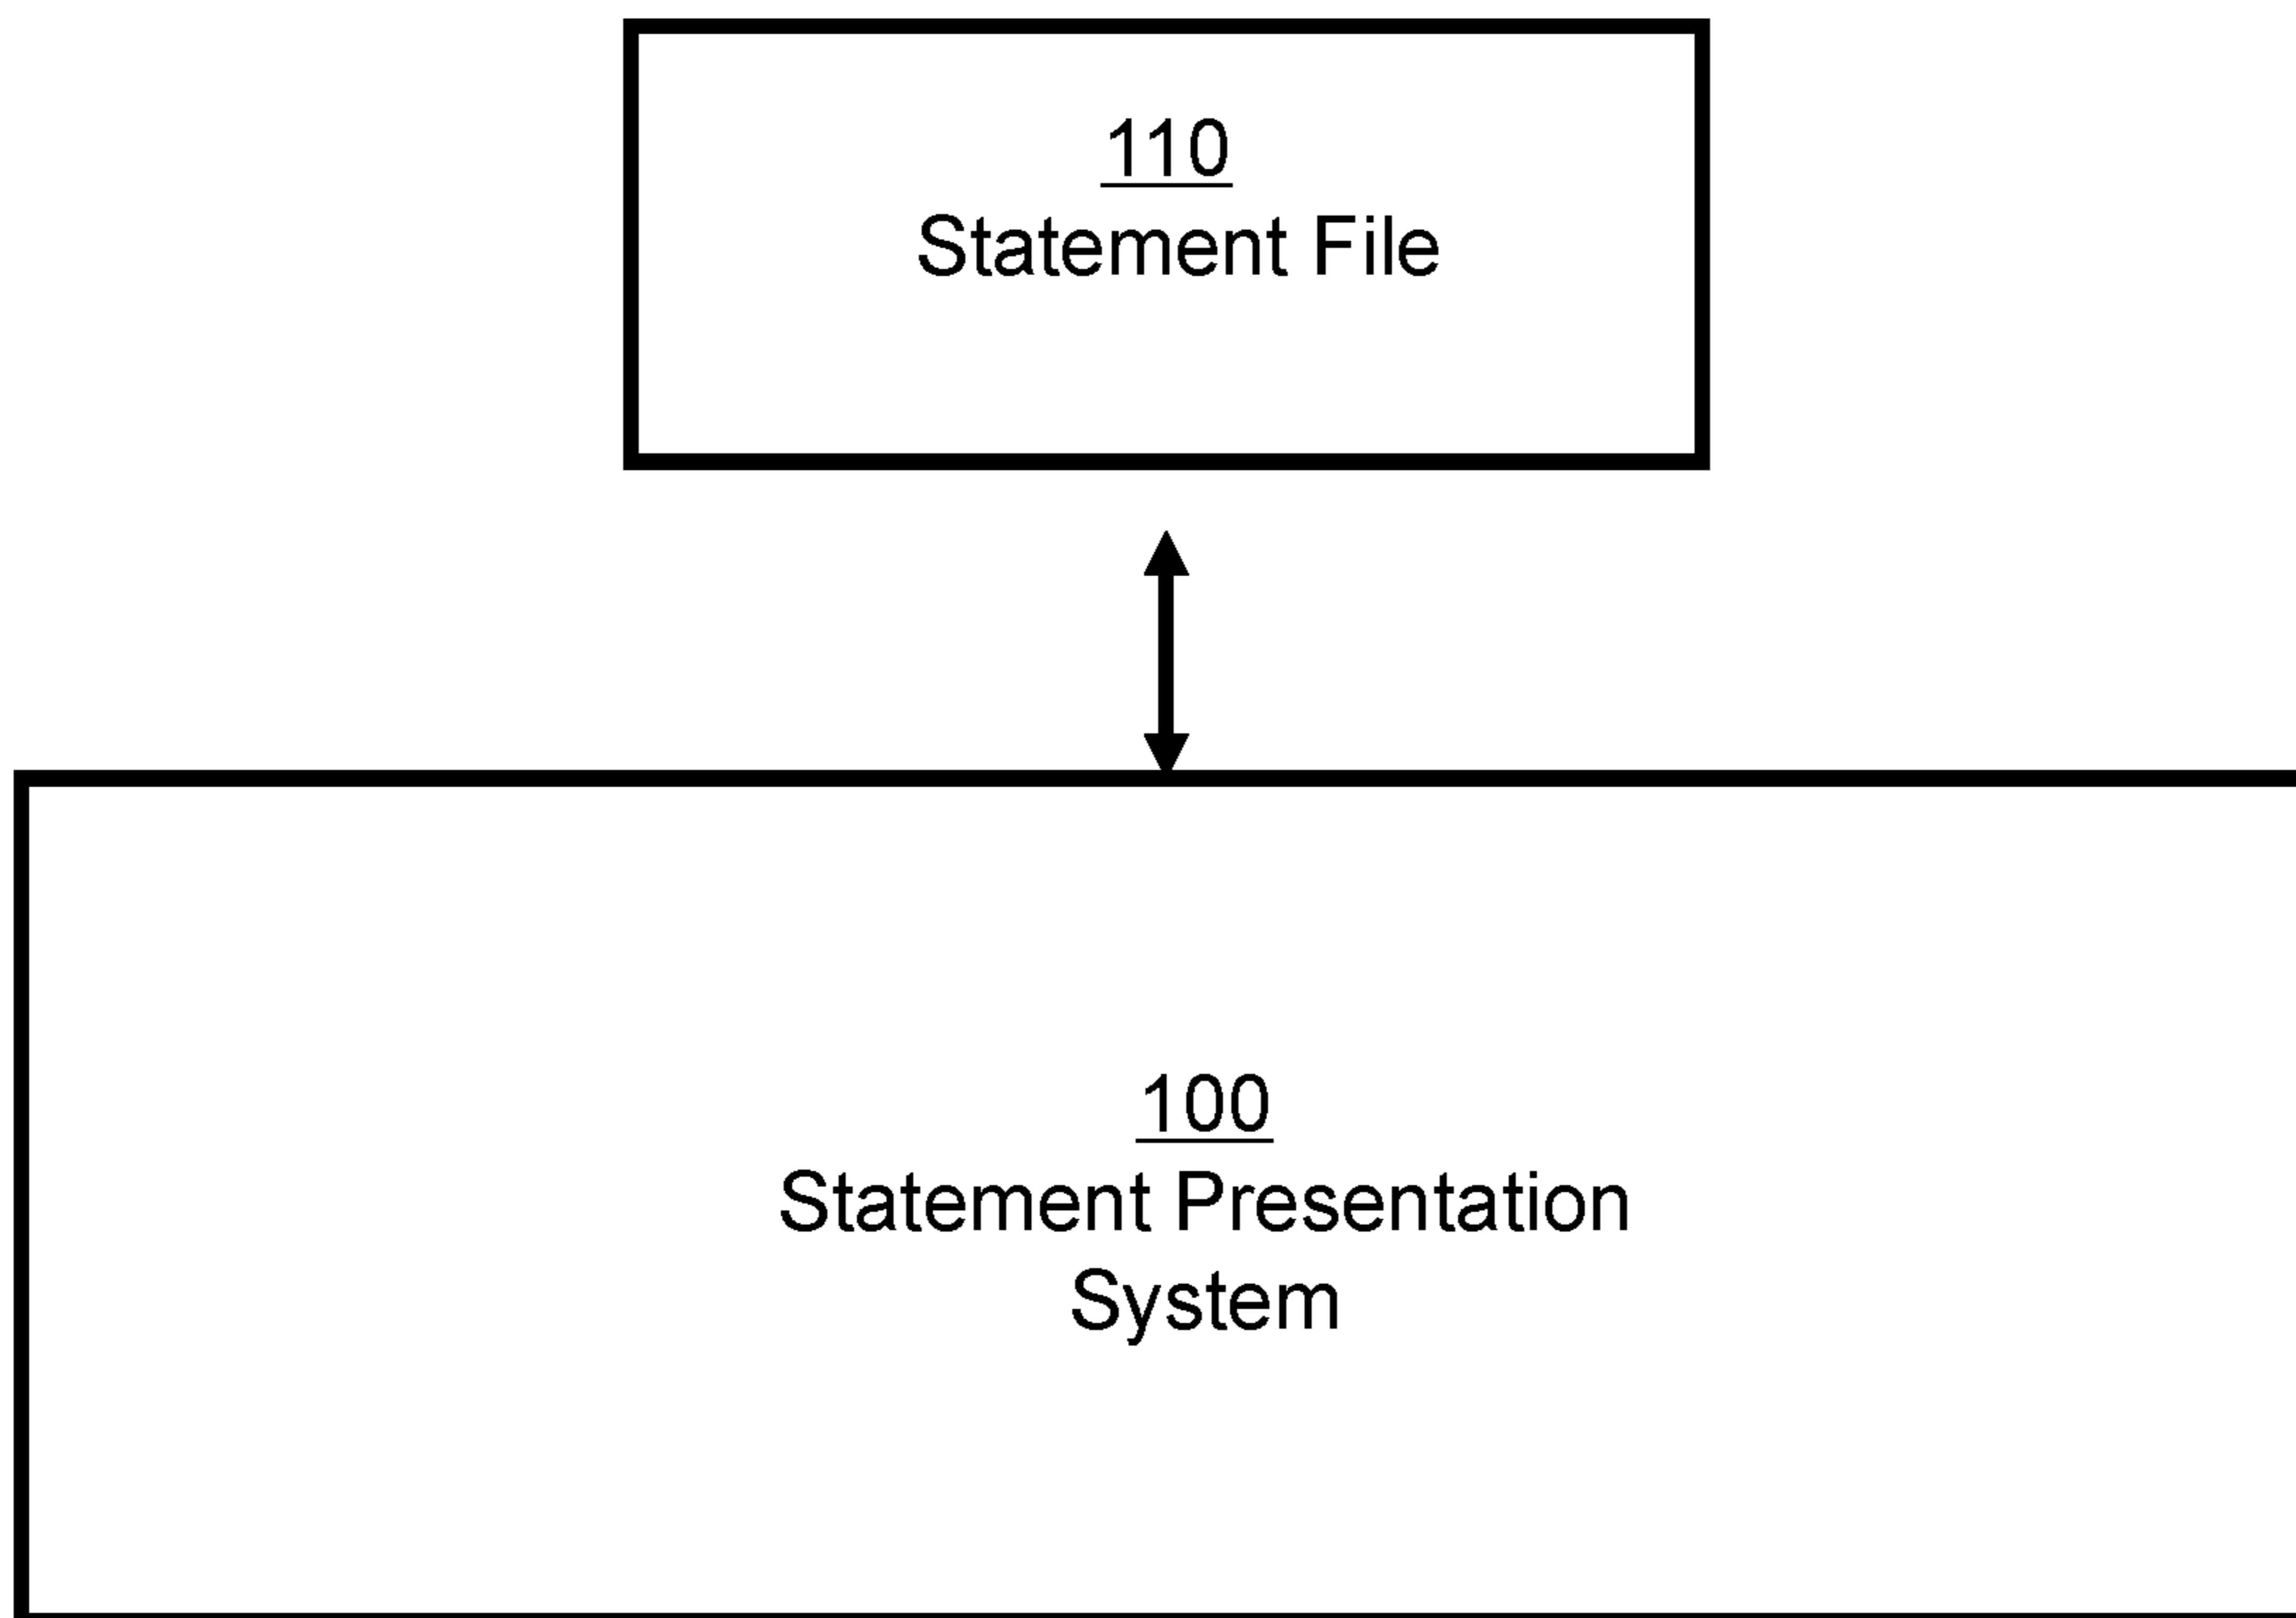 110
Statement File
100
Statement Presentation
System